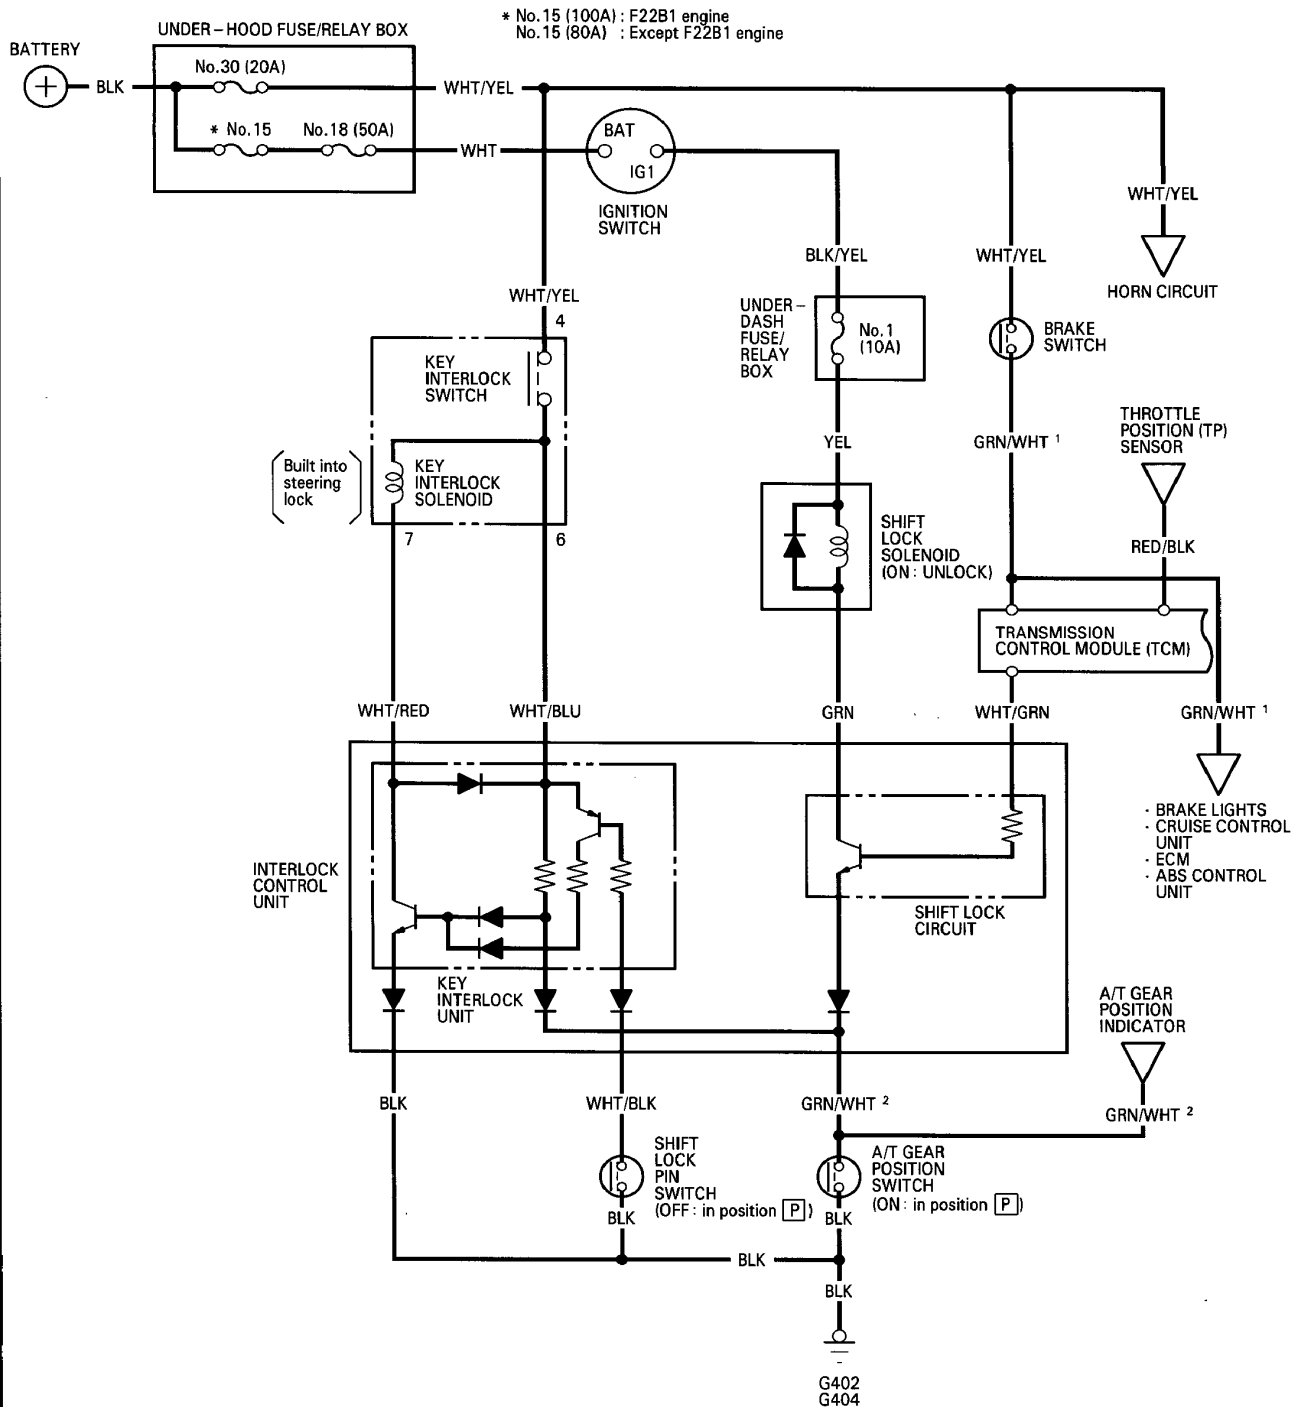 * No.15 (100A) : F22B1 engine
No.15 (80A) : Except F22B1 engine
UNDER-HOOD FUSE/RELAY BOX
BATTERY
+
BLK
No.30 (20A)
WHT/YEL
* No.15
No.18 (50A)
WHT
BAT
IG1
IGNITION
SWITCH
WHT/YEL
HORN CIRCUIT
BLK/YEL
WHT/YEL
WHT/YEL
4
UNDER-
DASH
FUSE/
RELAY
BOX
No.1
(10A)
BRAKE
SWITCH
KEY
INTERLOCK
SWITCH
YEL
GRN/WHT 1
THROTTLE
POSITION (TP)
SENSOR
Built into
steering
lock
KEY
INTERLOCK
SOLENOID
7
6
SHIFT
LOCK
SOLENOID
(ON : UNLOCK)
RED/BLK
TRANSMISSION
CONTROL MODULE (TCM)
WHT/RED
WHT/BLU
GRN
WHT/GRN
GRN/WHT 1
· BRAKE LIGHTS
· CRUISE CONTROL
UNIT
· ECM
· ABS CONTROL
UNIT
INTERLOCK
CONTROL
UNIT
SHIFT LOCK
CIRCUIT
KEY
INTERLOCK
UNIT
A/T GEAR
POSITION
INDICATOR
BLK
WHT/BLK
GRN/WHT 2
GRN/WHT 2
SHIFT
LOCK
PIN
SWITCH
(OFF : in position P)
A/T GEAR
POSITION
SWITCH
(ON : in position P)
BLK
BLK
BLK
BLK
G402
G404